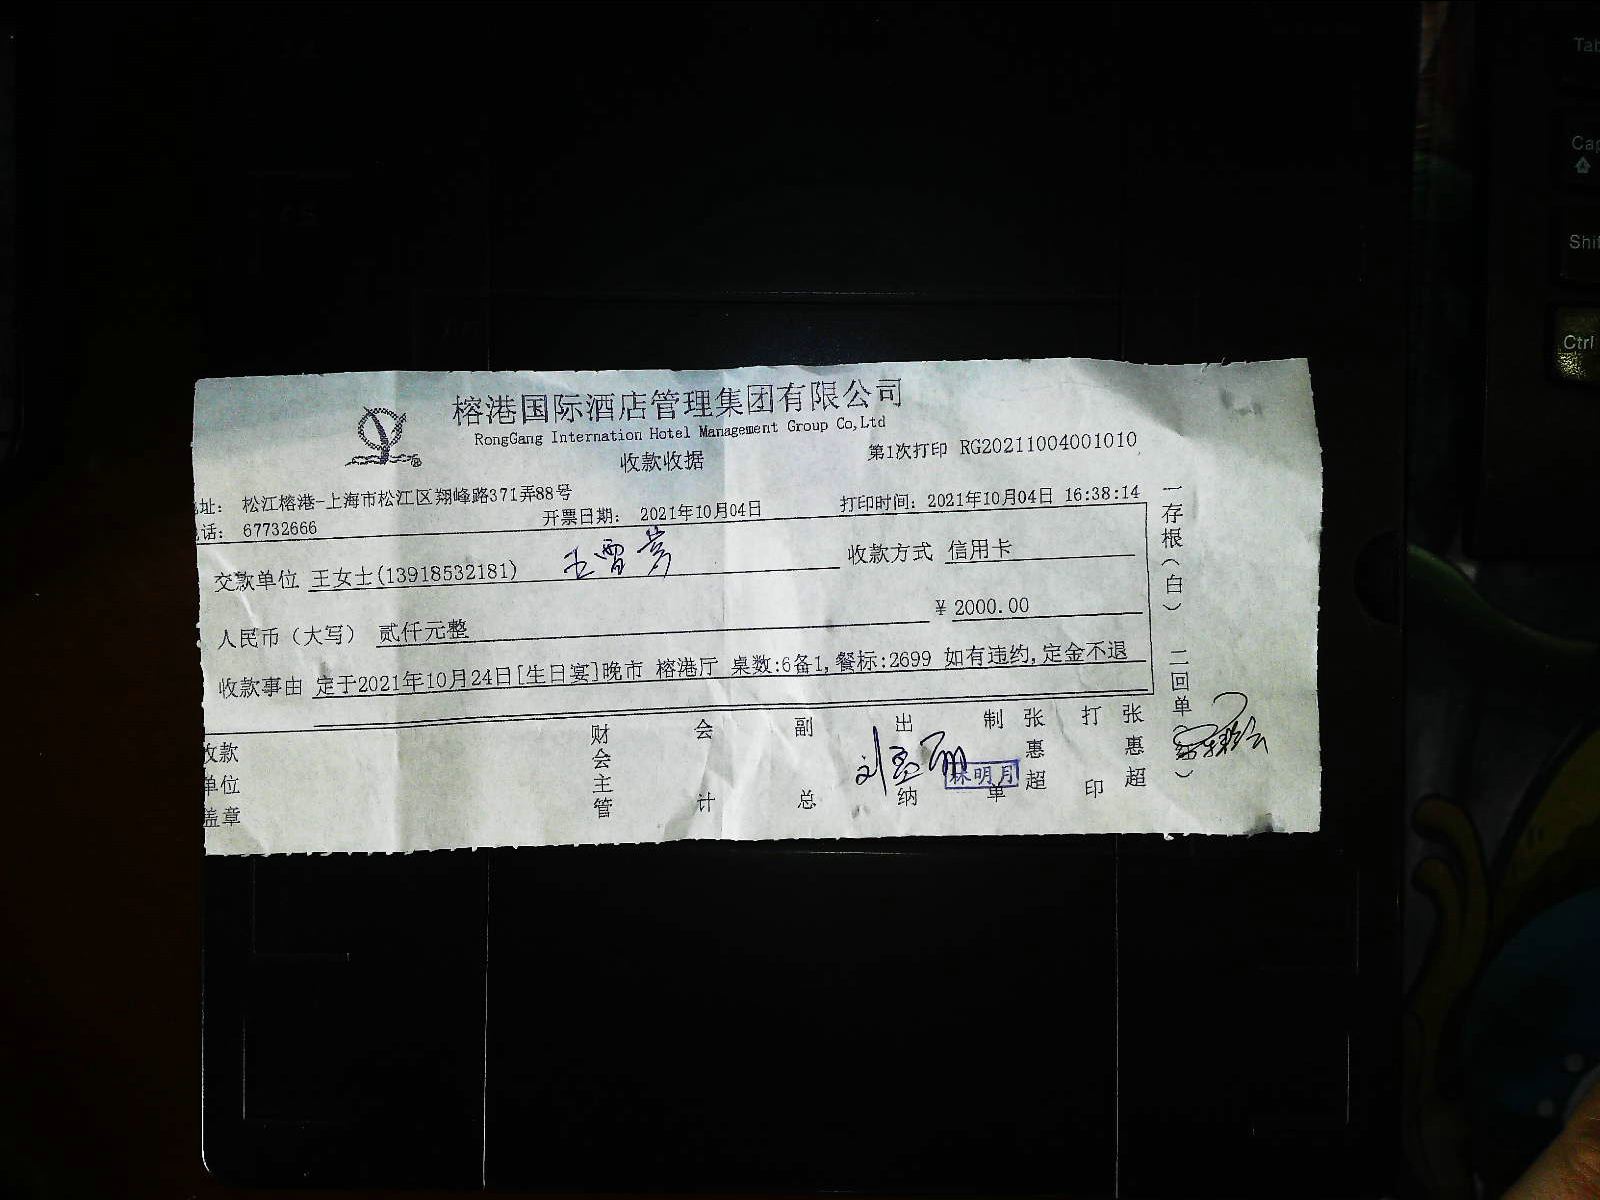 榕港国际酒店管理集团有限公司
RongGang Internation Hotel Management Group Co,Ltd
收款收据
第1次打印 RG20211004001010
址： 松江榕港-上海市松江区翔峰路371弄88号
话： 67732666
开票日期： 2021年10月04日
打印时间：2021年10月04日 16:38:14
交款单位 王女士(13918532181)
收款方式 信用卡
人民币（大写） 贰仟元整
¥ 2000.00
收款事由 定于2021年10月24日[生日宴]晚市 榕港厅 桌数:6备1,餐标:2699 如有违约,定金不退
收款
单位
盖章
财会主管
会计
副总
出纳
制单
张惠超
打印
张惠超
林明月
一存根（白） 二回单
Tab
Cap
Shi
Ctrl